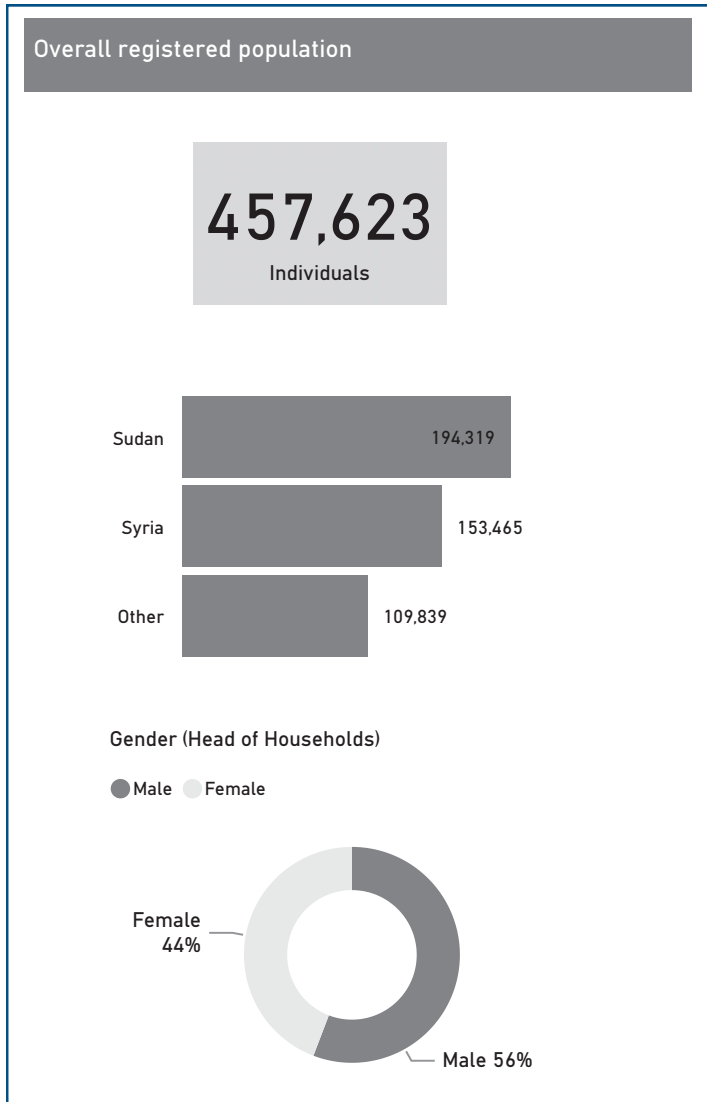 Overall registered population
457,623
Individuals
Sudan 194,319
Syria 153,465
Other 109,839
Gender (Head of Households)
Male Female
Female
44%
Male 56%